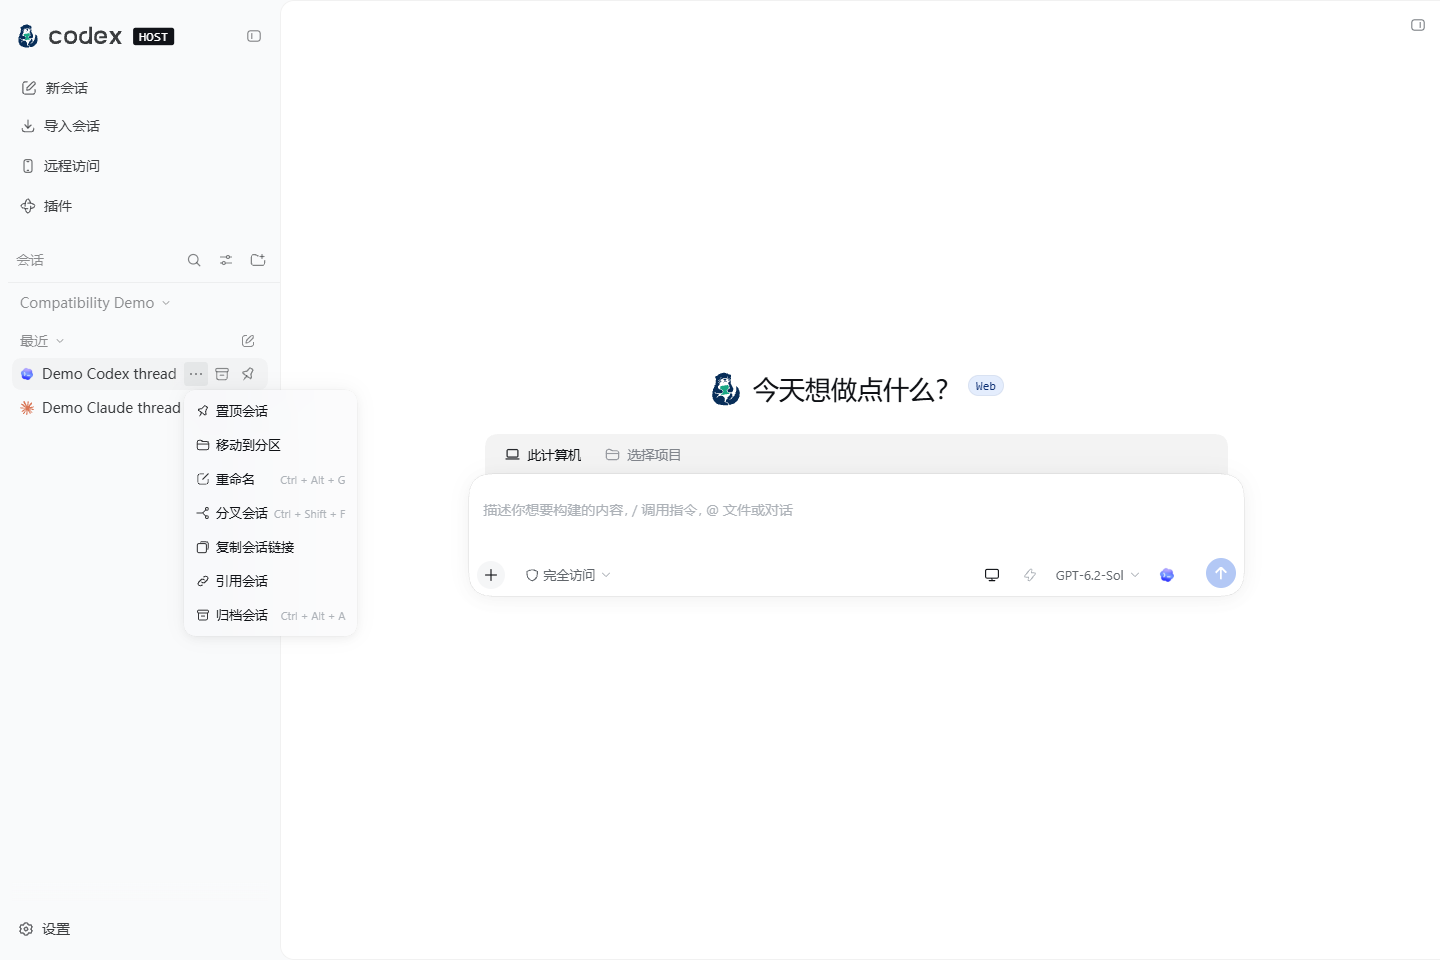 codex HOST
新会话
导入会话
远程访问
插件
会话
Compatibility Demo
最近
Demo Codex thread
Demo Claude thread
置顶会话
移动到分区
重命名 Ctrl + Alt + G
分叉会话 Ctrl + Shift + F
复制会话链接
引用会话
归档会话 Ctrl + Alt + A
设置
今天想做点什么？ Web
此计算机 选择项目
描述你想要构建的内容, / 调用指令, @ 文件或对话
完全访问 GPT-6.2-Sol